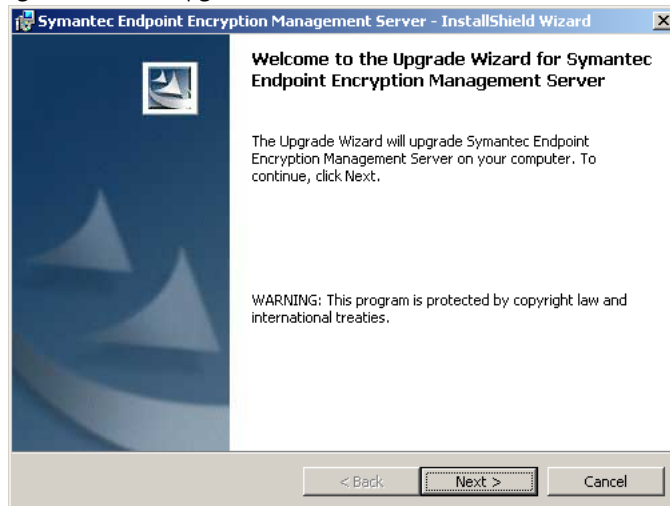 Symantec Endpoint Encryption Management Server - InstallShield Wizard
Welcome to the Upgrade Wizard for Symantec
Endpoint Encryption Management Server
The Upgrade Wizard will upgrade Symantec Endpoint
Encryption Management Server on your computer. To
continue, click Next.
WARNING: This program is protected by copyright law and
international treaties.
< Back
Next >
Cancel